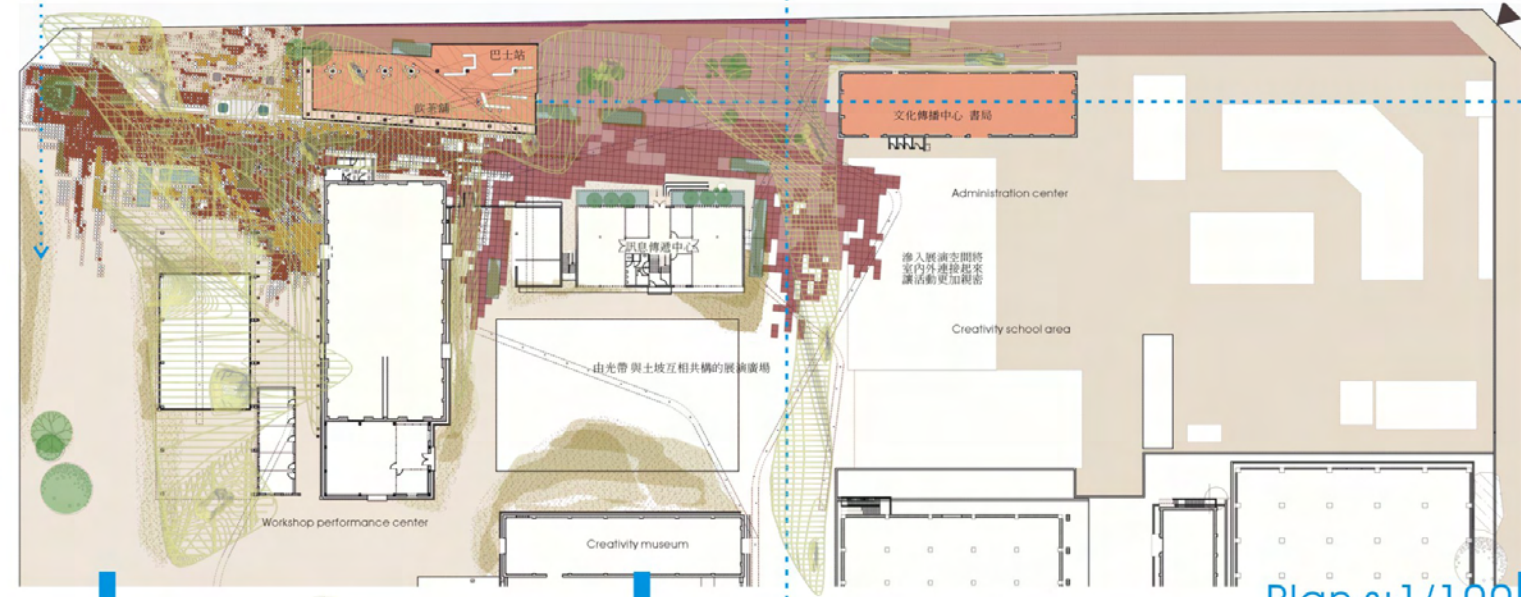 巴士站
飲茶舖
文化傳播中心 書局
Administration center
訊息傳遞中心
滲入展演空間將
室內外連接起來
讓活動更加親密
Creativity school area
由光帶與土坡互相共構的展演廣場
Workshop performance center
Creativity museum